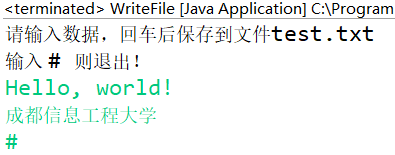 <terminated> WriteFile [Java Application] C:\Program
请输入数据，回车后保存到文件test.txt
输入 # 则退出！
Hello, world!
成都信息工程大学
#